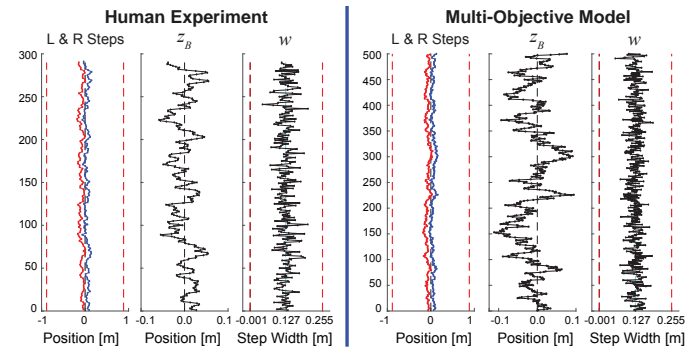 Human Experiment
Multi-Objective Model
L & R Steps
z_B
w
L & R Steps
z_B
w
300
250
200
150
100
50
0
500
450
400
350
300
250
200
150
100
50
0
-1 0 1
-0.1 0.0 0.1
-0.001 0.127 0.255
-1 0 1
-0.1 0.0 0.1
-0.001 0.127 0.255
Position [m]
Position [m]
Step Width [m]
Position [m]
Position [m]
Step Width [m]